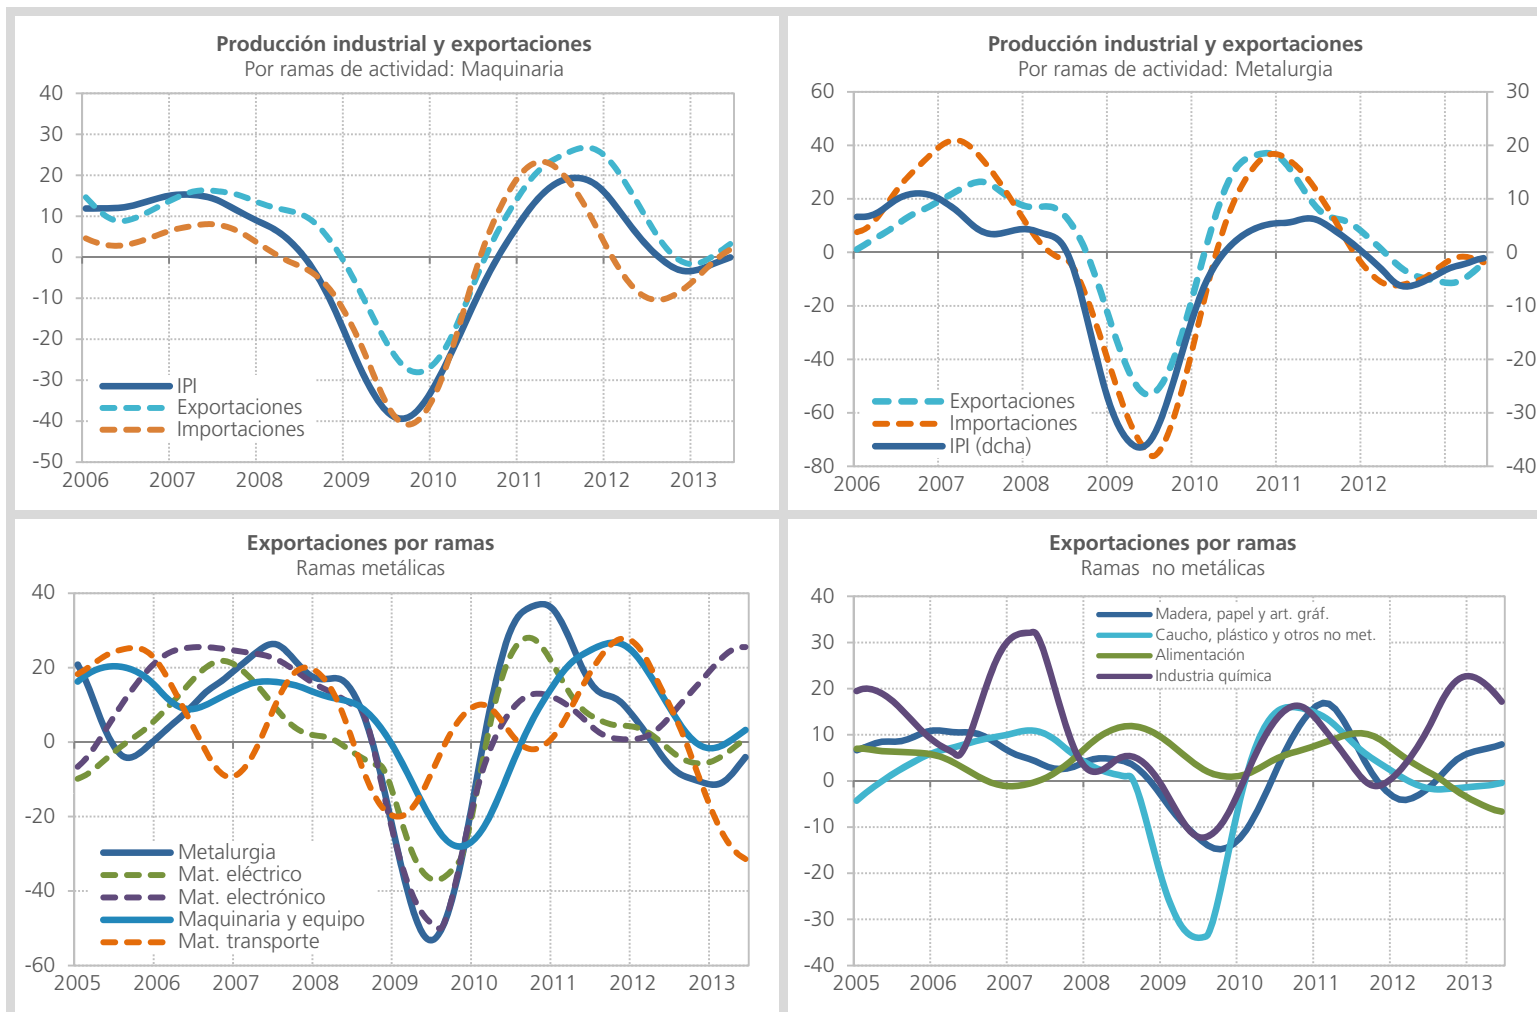 Producción industrial y exportaciones
Por ramas de actividad: Maquinaria
40
30
20
10
0
-10
-20
-30
-40
-50
IPI
Exportaciones
Importaciones
2006 2007 2008 2009 2010 2011 2012 2013
Producción industrial y exportaciones
Por ramas de actividad: Metalurgia
60 30
40 20
20 10
0 0
-20 -10
-40 -20
-60 -30
-80 -40
Exportaciones
Importaciones
IPI (dcha)
2006 2007 2008 2009 2010 2011 2012
Exportaciones por ramas
Ramas metálicas
40
20
0
-20
-40
-60
Metalurgia
Mat. eléctrico
Mat. electrónico
Maquinaria y equipo
Mat. transporte
2005 2006 2007 2008 2009 2010 2011 2012 2013
Exportaciones por ramas
Ramas no metálicas
40
30
20
10
0
-10
-20
-30
-40
Madera, papel y art. gráf.
Caucho, plástico y otros no met.
Alimentación
Industria química
2005 2006 2007 2008 2009 2010 2011 2012 2013